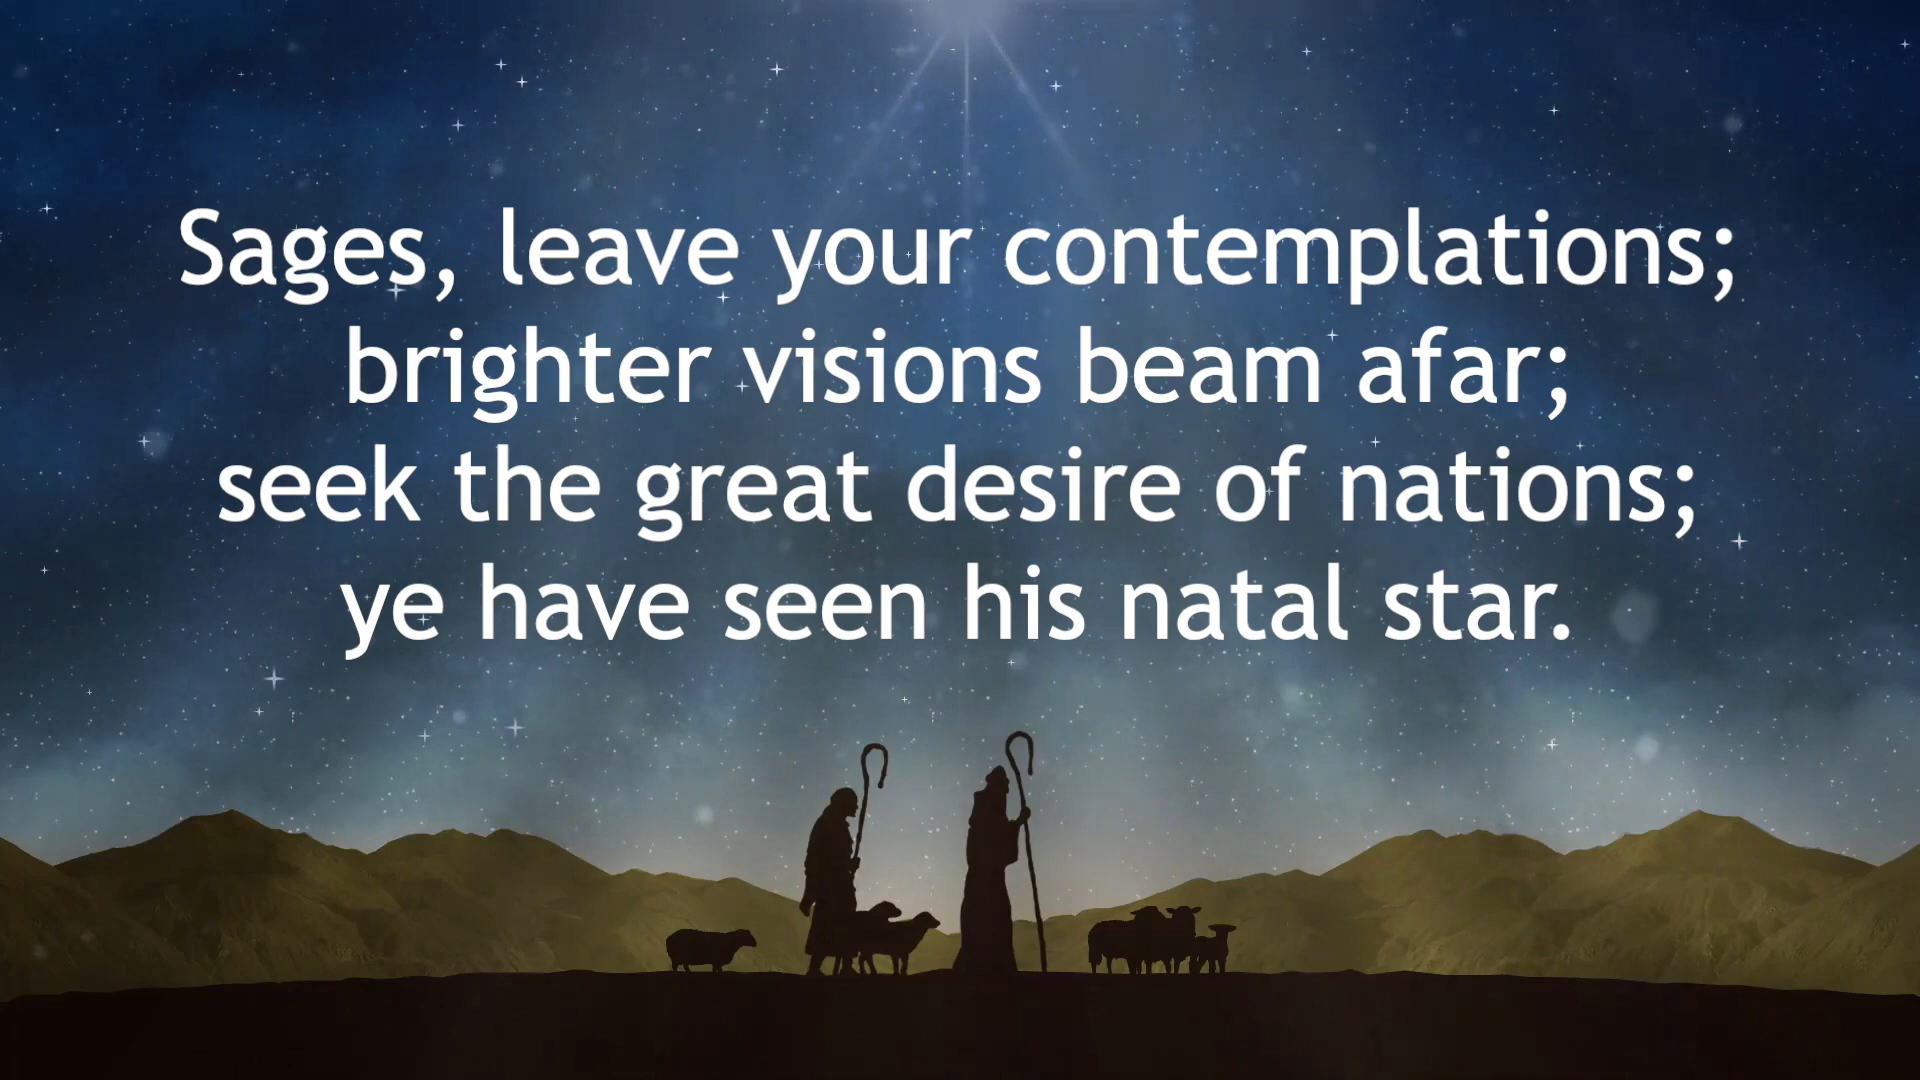 Sages, leave your contemplations;
brighter visions beam afar;
seek the great desire of nations;
ye have seen his natal star.